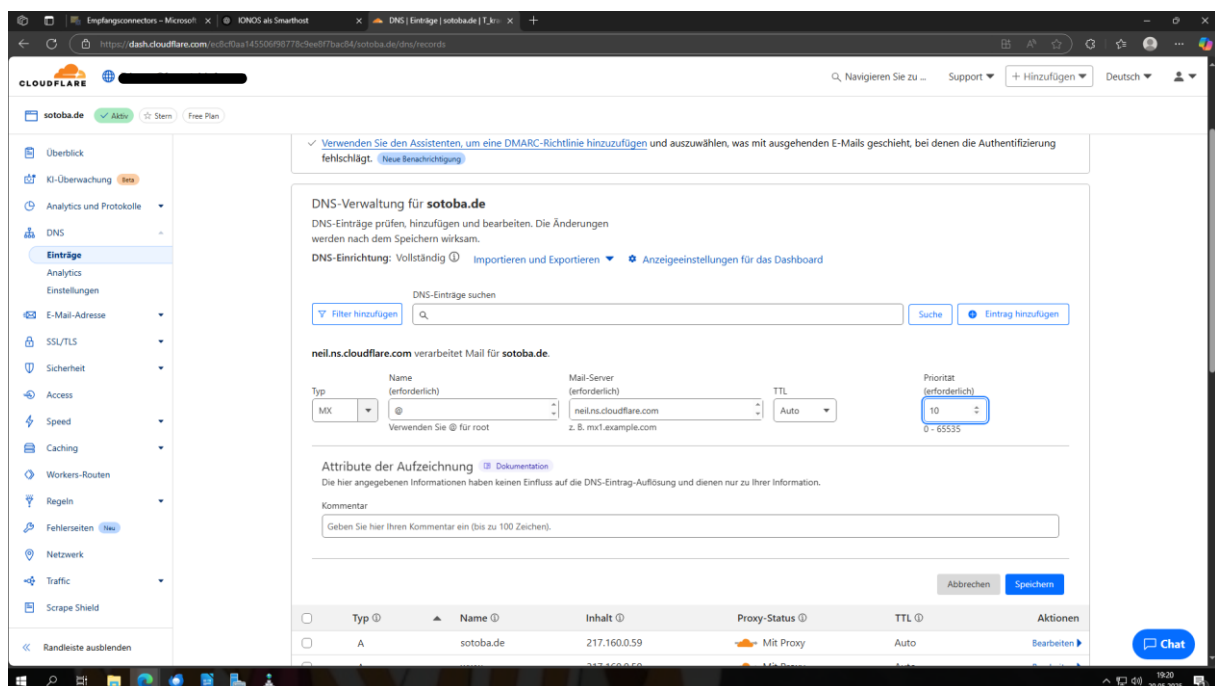 Empfangsconnectors – Microsoft
IONOS als Smarthost
DNS | Einträge | sotoba.de | T_kro
https://dash.cloudflare.com/ec8cf0aa145506f98778c9ee8f7bac84/sotoba.de/dns/records
CLOUDFLARE
Navigieren Sie zu ...
Support
+ Hinzufügen
Deutsch
sotoba.de
Aktiv
Stern
Free Plan
Überblick
KI-Überwachung Beta
Analytics und Protokolle
DNS
Einträge
Analytics
Einstellungen
E-Mail-Adresse
SSL/TLS
Sicherheit
Access
Speed
Caching
Workers-Routen
Regeln
Fehlerseiten Neu
Netzwerk
Traffic
Scrape Shield
Randleiste ausblenden
Verwenden Sie den Assistenten, um eine DMARC-Richtlinie hinzuzufügen und auszuwählen, was mit ausgehenden E-Mails geschieht, bei denen die Authentifizierung
fehlschlägt. Neue Benachrichtigung
DNS-Verwaltung für sotoba.de
DNS-Einträge prüfen, hinzufügen und bearbeiten. Die Änderungen
werden nach dem Speichern wirksam.
DNS-Einrichtung: Vollständig Importieren und Exportieren Anzeigeeinstellungen für das Dashboard
DNS-Einträge suchen
Filter hinzufügen
Suche
Eintrag hinzufügen
neil.ns.cloudflare.com verarbeitet Mail für sotoba.de.
Typ
MX
Name
(erforderlich)
@
Verwenden Sie @ für root
Mail-Server
(erforderlich)
neil.ns.cloudflare.com
z. B. mx1.example.com
TTL
Auto
Priorität
(erforderlich)
10
0 - 65535
Attribute der Aufzeichnung Dokumentation
Die hier angegebenen Informationen haben keinen Einfluss auf die DNS-Eintrag-Auflösung und dienen nur zu Ihrer Information.
Kommentar
Geben Sie hier Ihren Kommentar ein (bis zu 100 Zeichen).
Abbrechen
Speichern
Typ Name Inhalt Proxy-Status TTL Aktionen
A sotoba.de 217.160.0.59 Mit Proxy Auto Bearbeiten
Chat
19:20